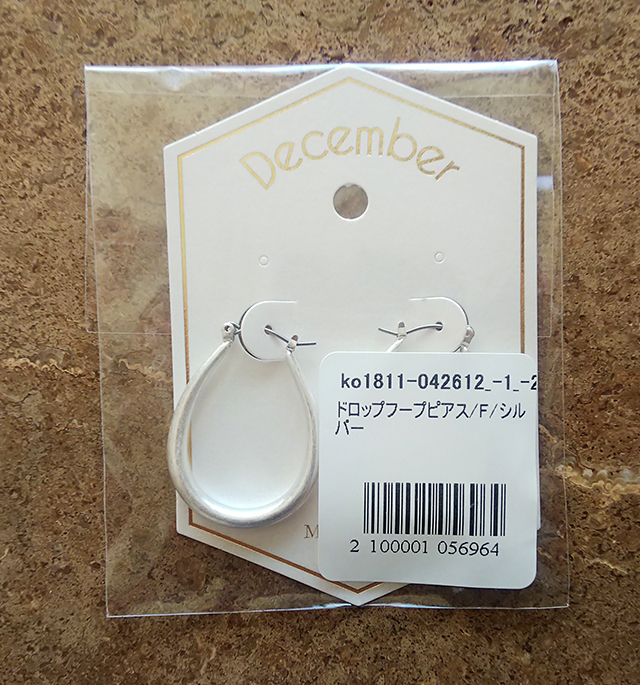 December
ko1811-042612_-1_-2
ドロップフープピアス/F/シル
バー
2 100001 056964
M